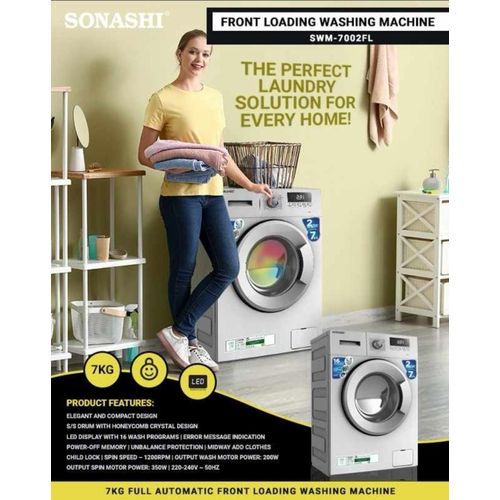 SONASHI®
FRONT LOADING WASHING MACHINE
SWM-7002FL
THE PERFECT
LAUNDRY
SOLUTION FOR
EVERY HOME!
7KG
LED
PRODUCT FEATURES:
ELEGANT AND COMPACT DESIGN
S/S DRUM WITH HONEYCOMB CRYSTAL DESIGN
LED DISPLAY WITH 16 WASH PROGRAMS | ERROR MESSAGE INDICATION
POWER-OFF MEMORY | UNBALANCE PROTECTION | MIDWAY ADD CLOTHES
CHILD LOCK | SPIN SPEED ~ 1200RPM | OUTPUT WASH MOTOR POWER: 200W
OUTPUT SPIN MOTOR POWER: 350W | 220-240V ~ 50HZ
7KG FULL AUTOMATIC FRONT LOADING WASHING MACHINE